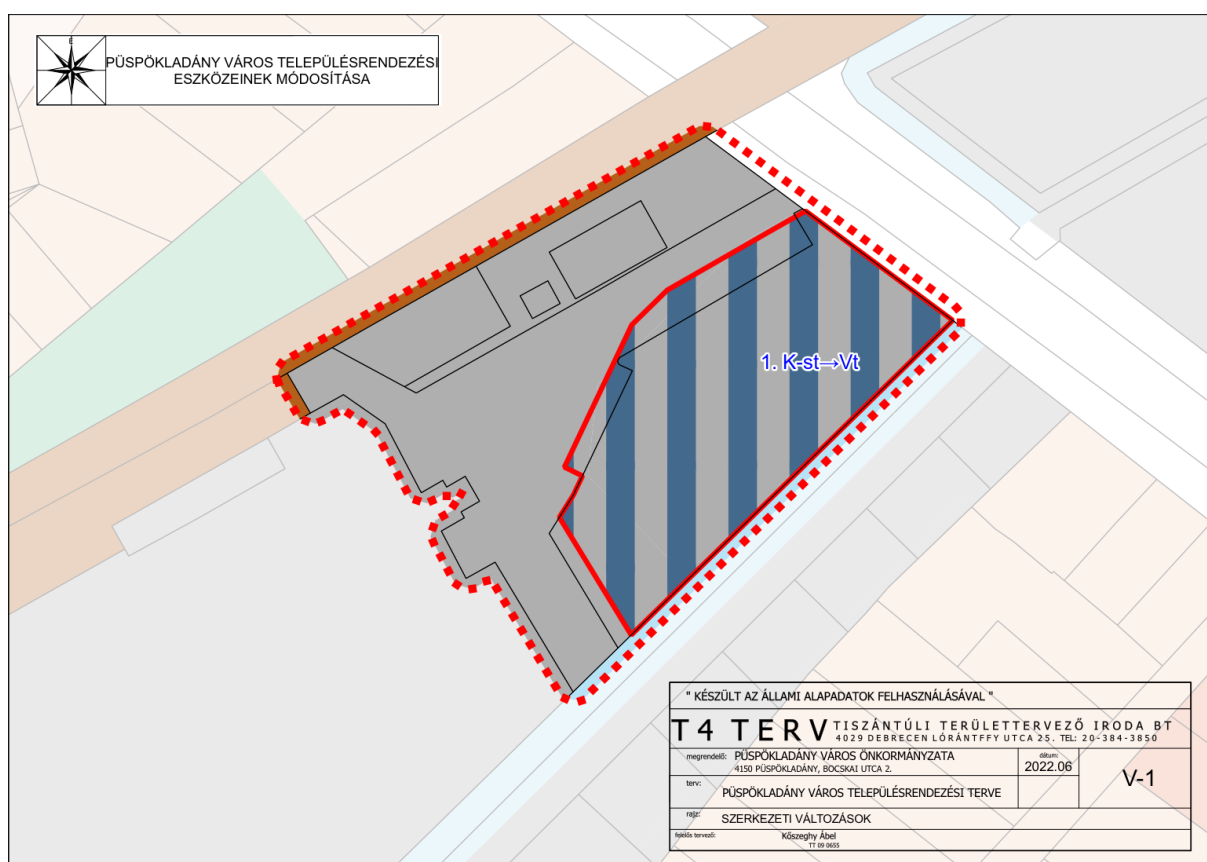 É
PÜSPÖKLADÁNY VÁROS TELEPÜLÉSRENDEZÉSI
ESZKÖZEINEK MÓDOSÍTÁSA
1. K-st→Vt
" KÉSZÜLT AZ ÁLLAMI ALAPADATOK FELHASZNÁLÁSÁVAL "
T4 TERV TISZÁNTÚLI TERÜLETTERVEZŐ IRODA BT
4029 DEBRECEN LÓRÁNTFFY UTCA 25. TEL: 20-384-3850
megrendelő: PÜSPÖKLADÁNY VÁROS ÖNKORMÁNYZATA
4150 PÜSPÖKLADÁNY, BOCSKAI UTCA 2.
dátum:
2022.06
V-1
terv: PÜSPÖKLADÁNY VÁROS TELEPÜLÉSRENDEZÉSI TERVE
rajz: SZERKEZETI VÁLTOZÁSOK
felelős tervező: Kőszeghy Ábel
TT 09 0655